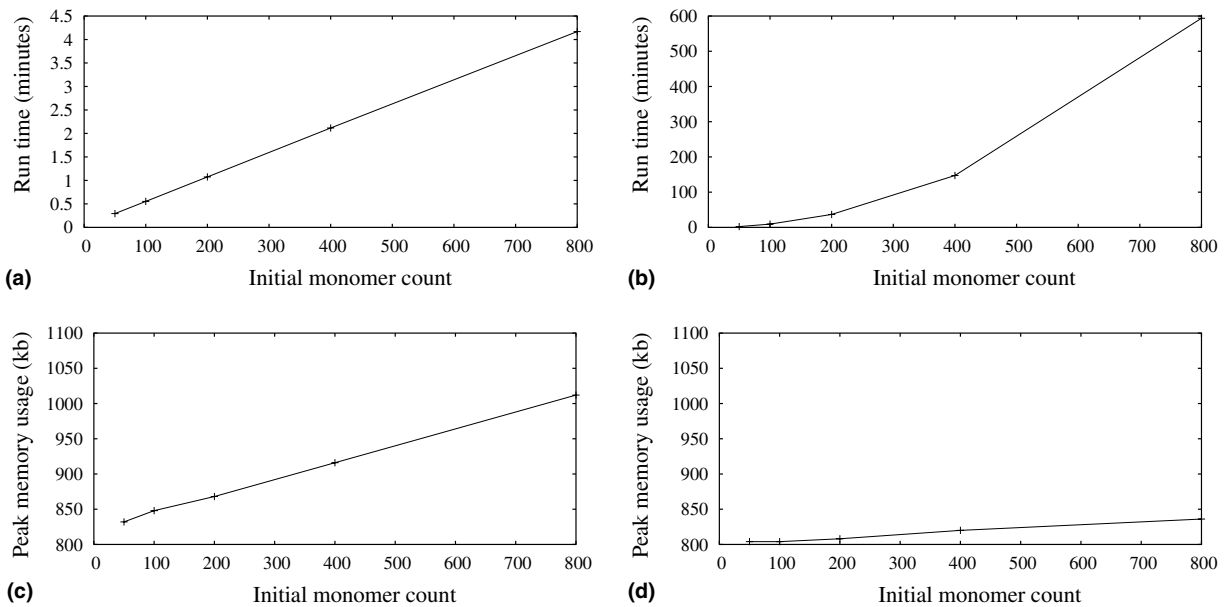 4.5
4
3.5
3
2.5
2
1.5
1
0.5
0
Run time (minutes)
0 100 200 300 400 500 600 700 800
Initial monomer count
(a)
600
500
400
300
200
100
0
Run time (minutes)
0 100 200 300 400 500 600 700 800
Initial monomer count
(b)
1100
1050
1000
950
900
850
800
Peak memory usage (kb)
0 100 200 300 400 500 600 700 800
Initial monomer count
(c)
1100
1050
1000
950
900
850
800
Peak memory usage (kb)
0 100 200 300 400 500 600 700 800
Initial monomer count
(d)